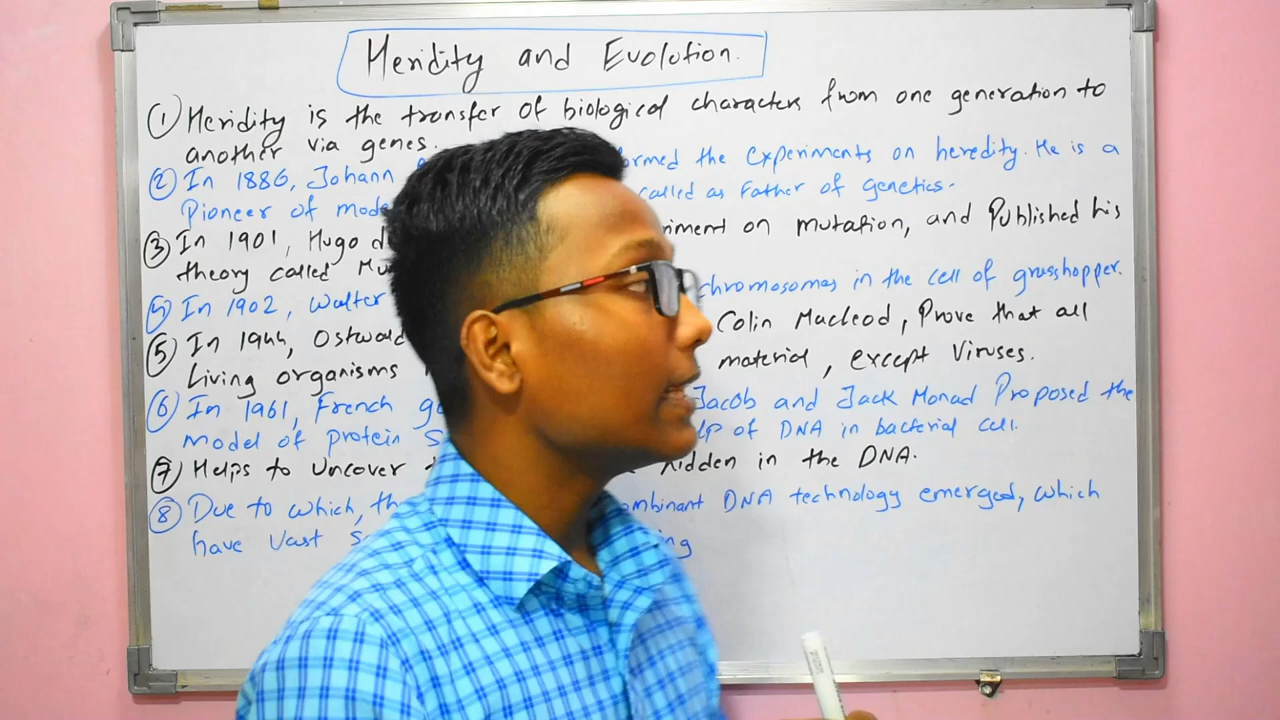 Heridity and Evolution.
① Heridity is the transfer of biological characters from one generation to
another via genes.
② In 1886, Johann ormed the experiments on heredity. He is a
Pioneer of mode called as Father of genetics.
③ In 1901, Hugo d riment on mutation, and Published his
theory called Mu
④ In 1902, Walter chromosomes in the cell of grasshopper.
⑤ In 1944, Ostwald Colin Macleod, Prove that all
Living organisms material, except Viruses.
⑥ In 1961, French ge Jacob and Jack Monad Proposed the
model of protein S lp of DNA in bacterial cell.
⑦ Helps to Uncover hidden in the DNA.
⑧ Due to which, th ombinant DNA technology emerged, which
have Vast S ng